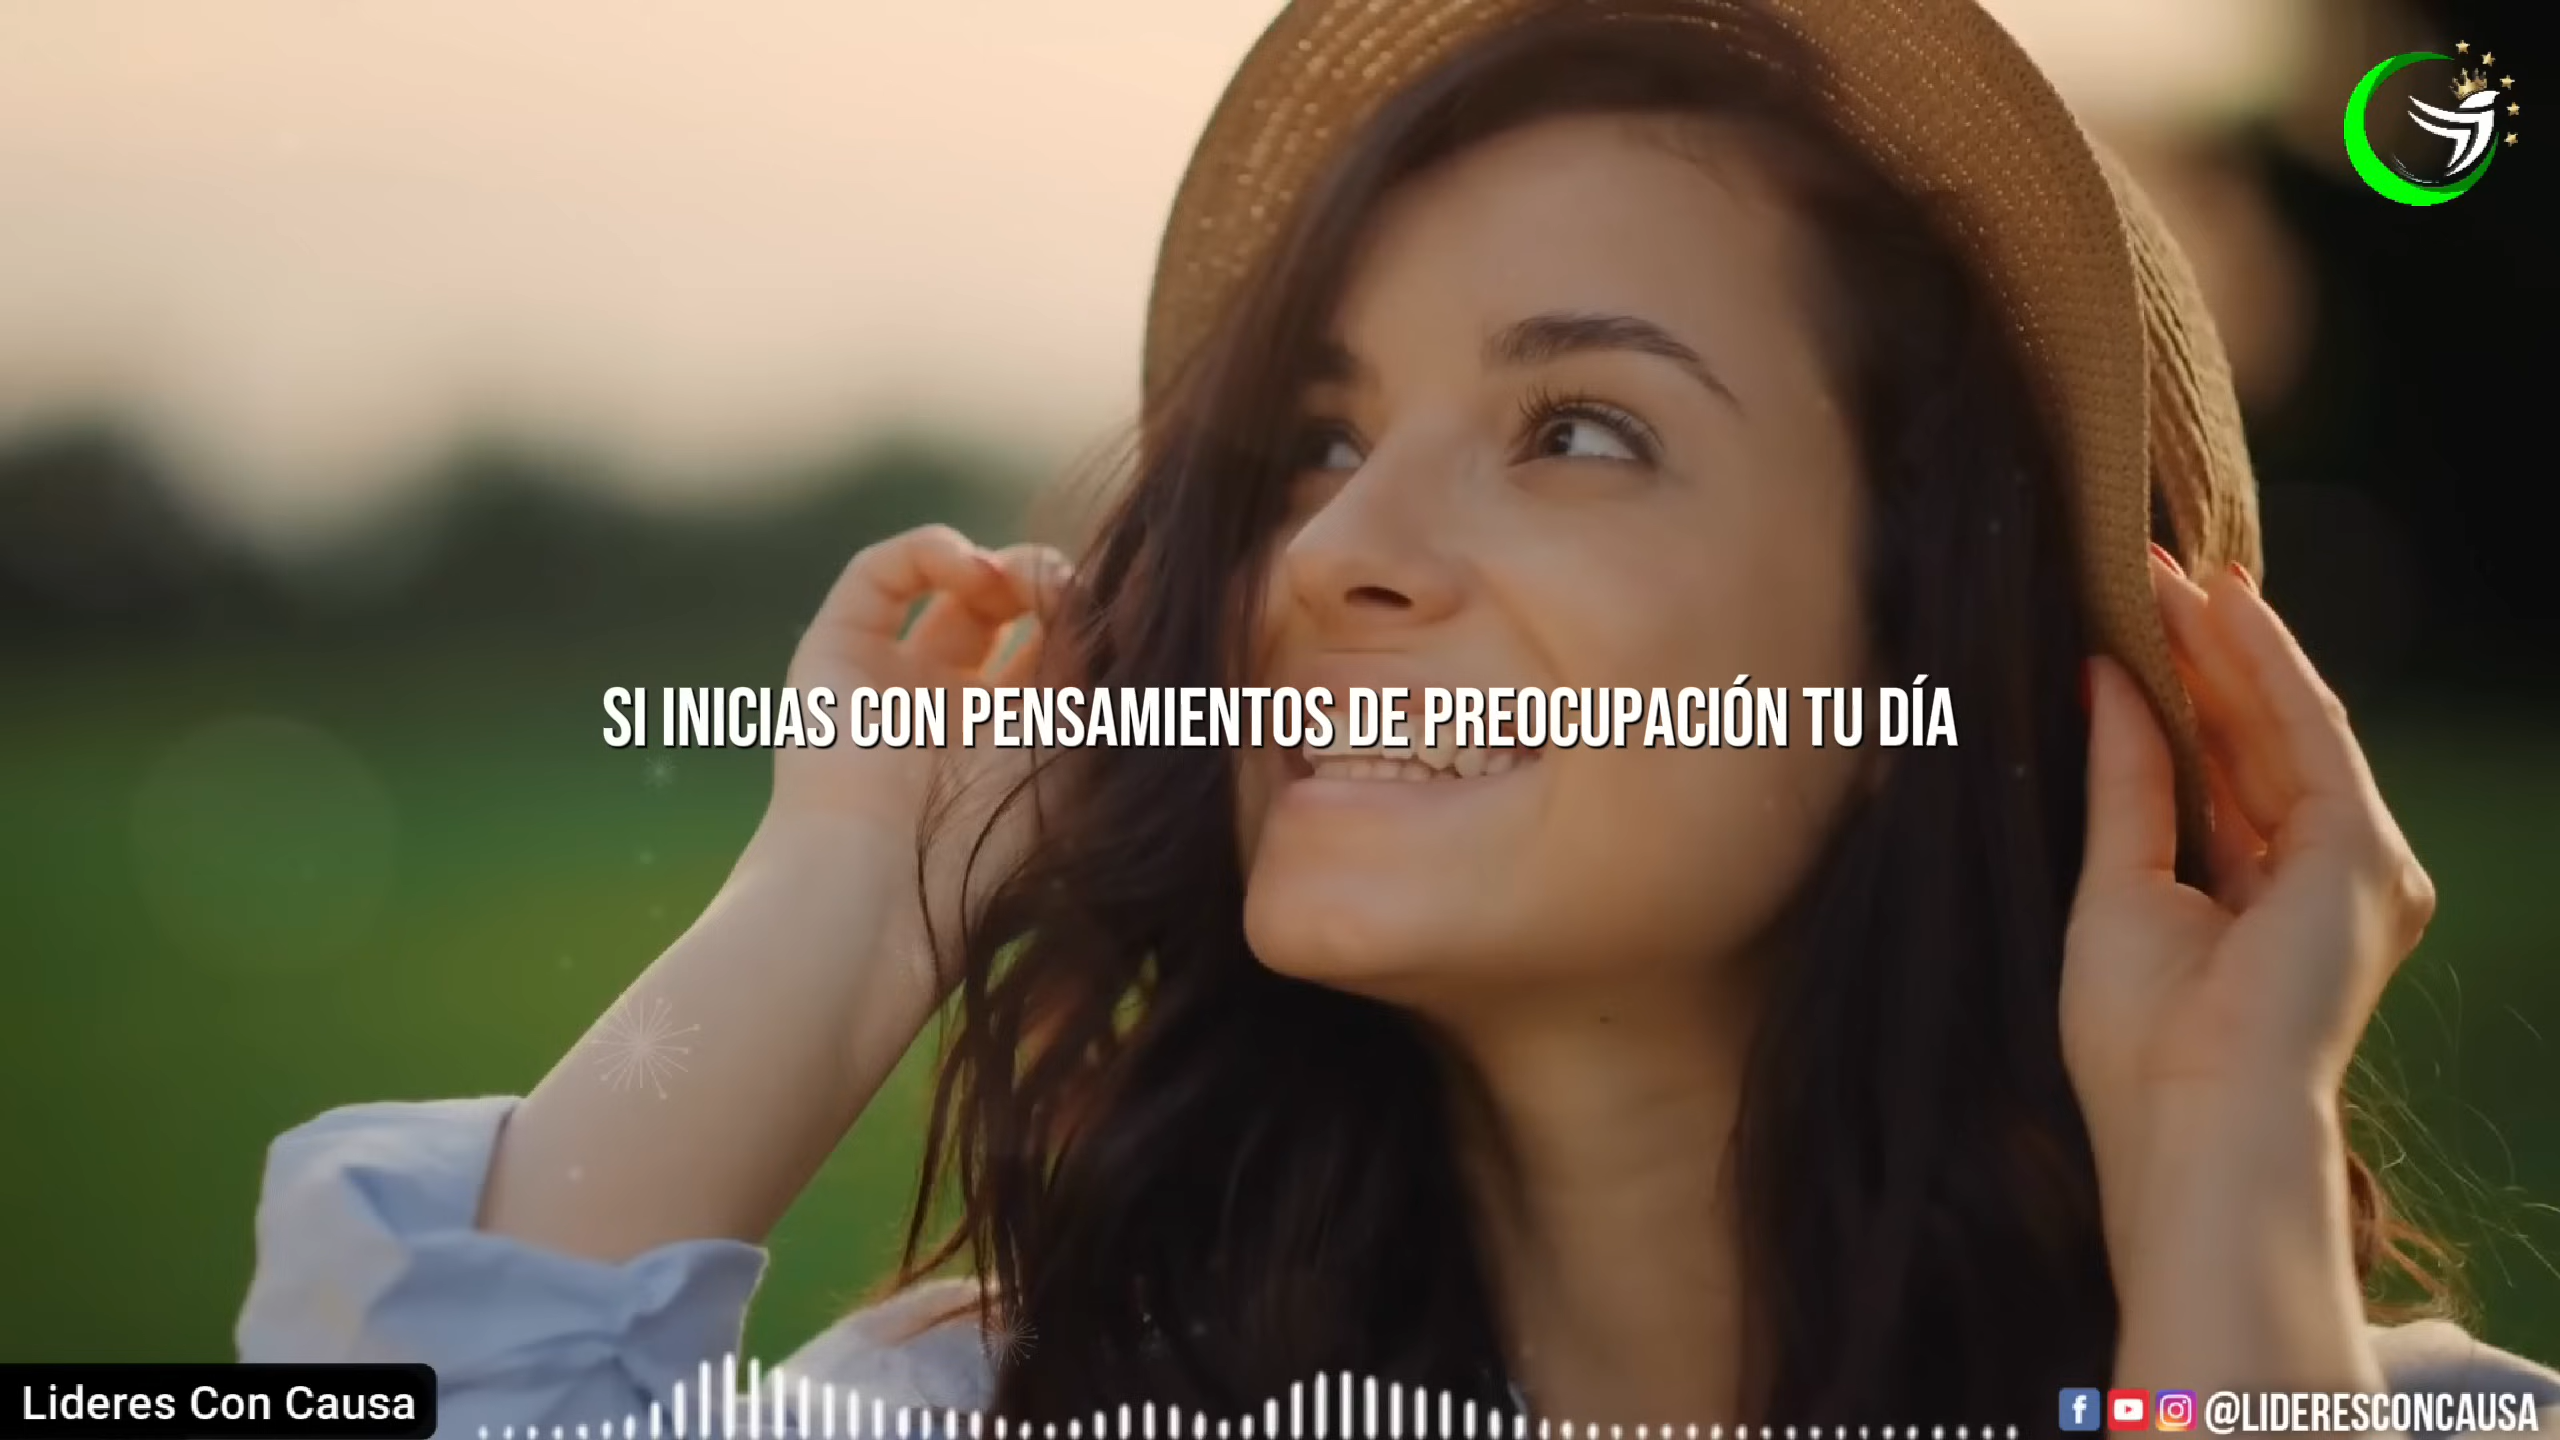 SI INICIAS CON PENSAMIENTOS DE PREOCUPACIÓN TU DÍA
Lideres Con Causa
@LIDERESCONCAUSA